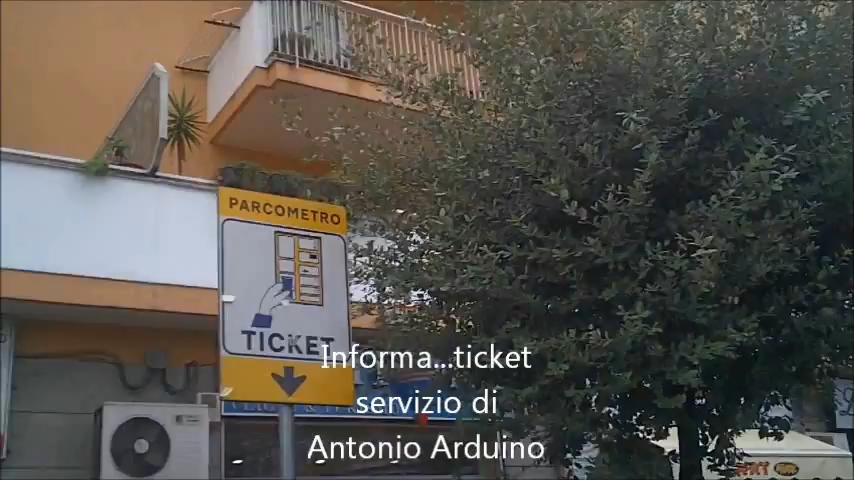 PARCOMETRO
TICKET
Informa...ticket
servizio di
Antonio Arduino